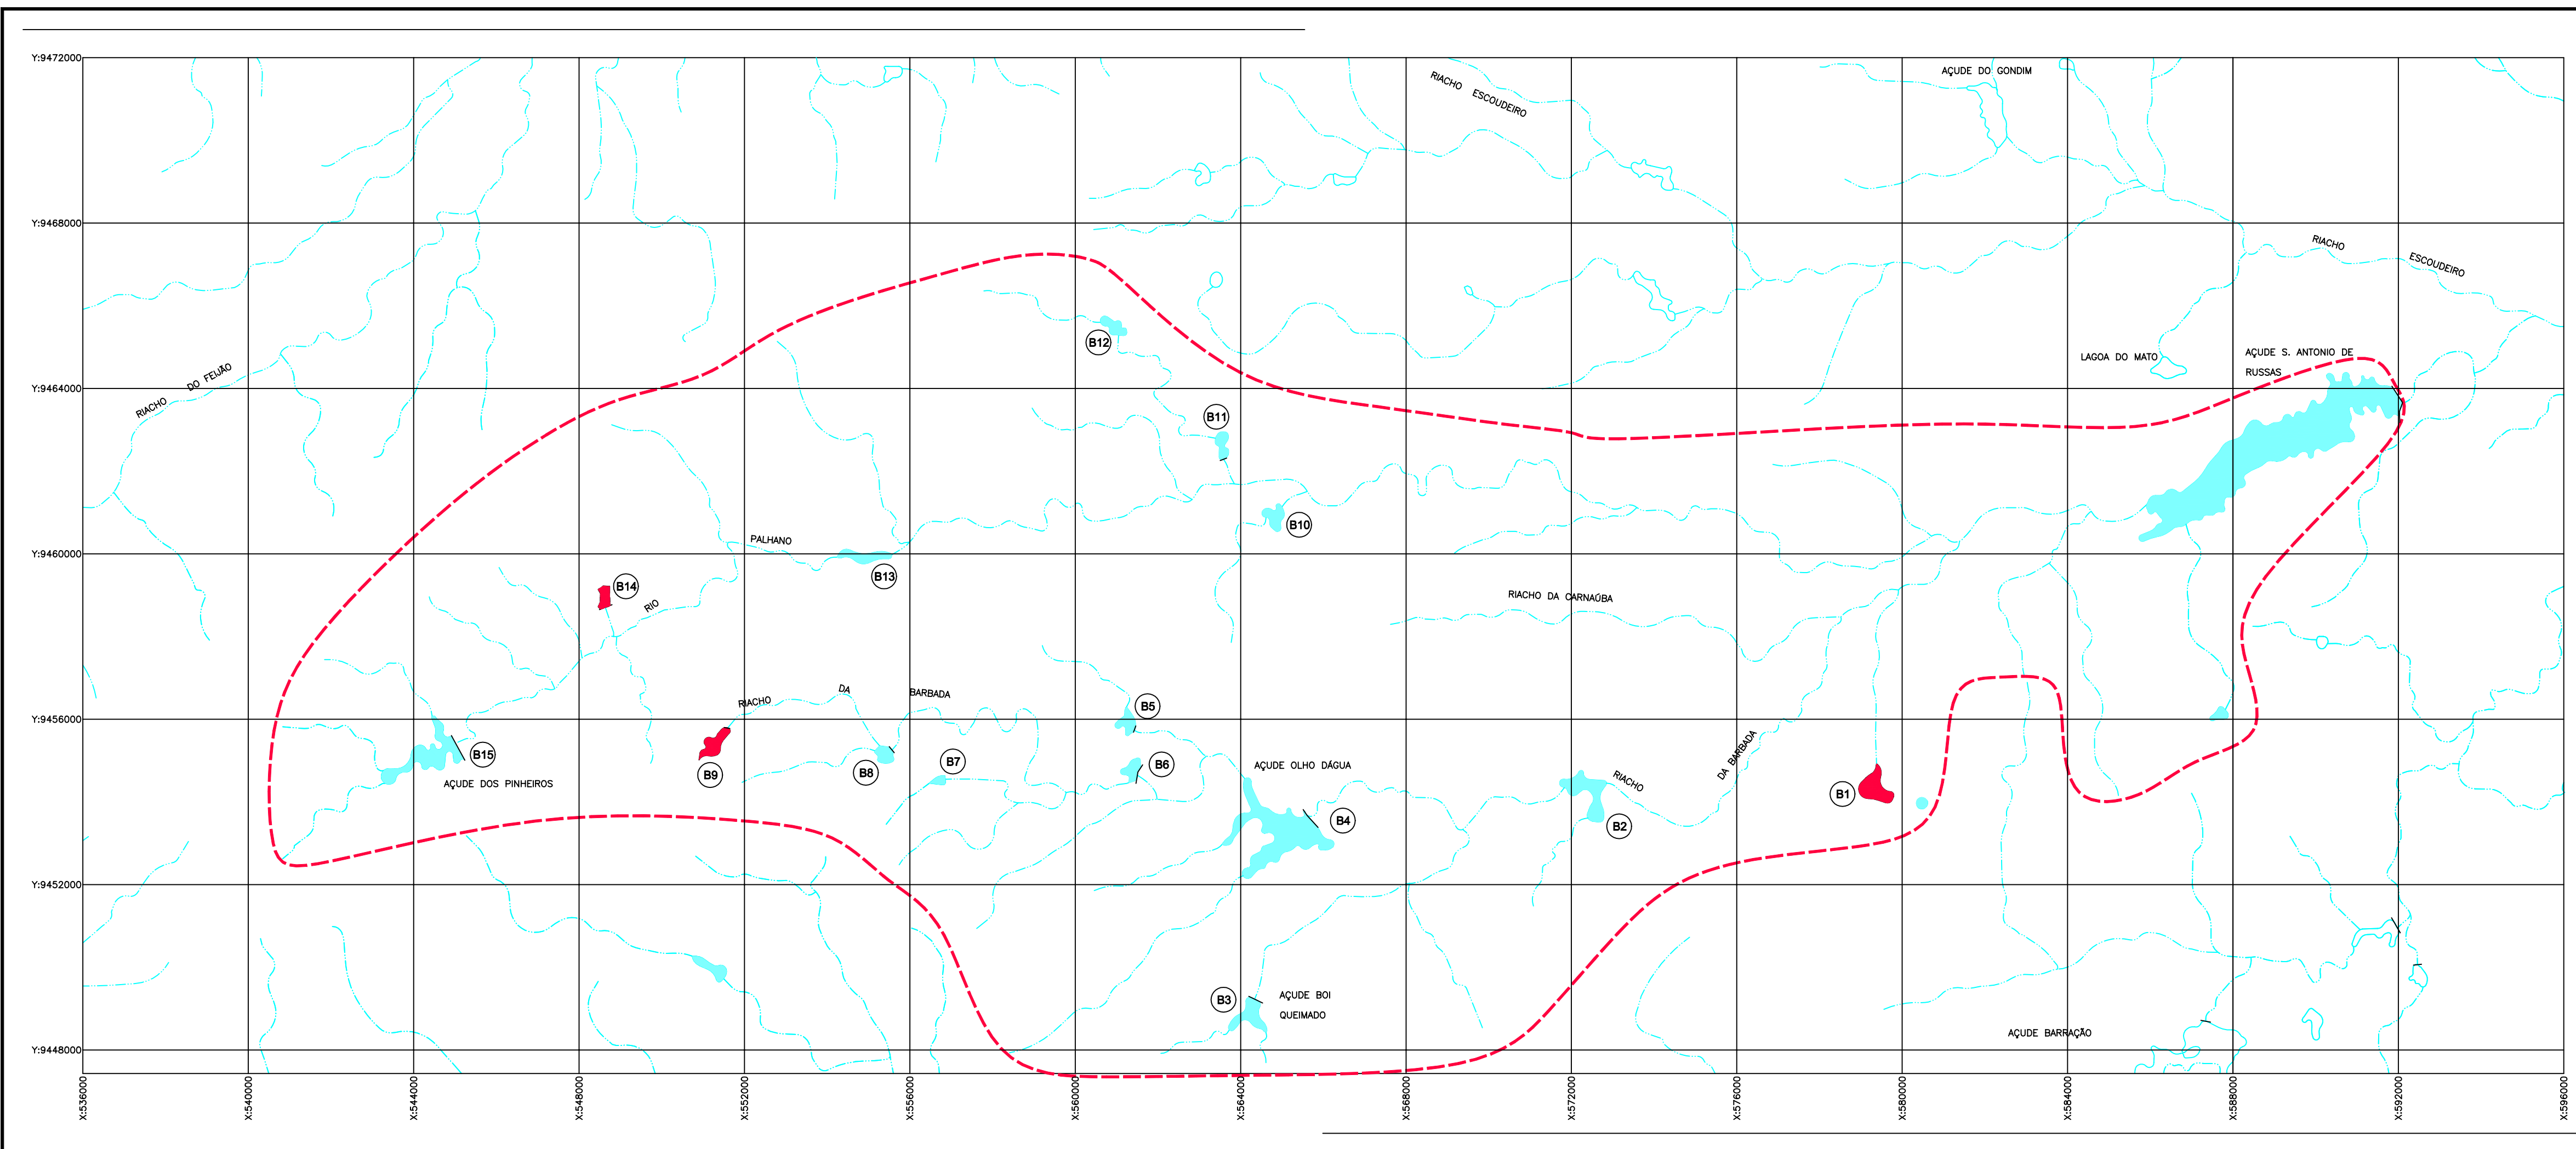 Y:9472000
RIACHO ESCOUDEIRO
AÇUDE DO GONDIM
Y:9468000
RIACHO
ESCOUDEIRO
B12
LAGOA DO MATO
AÇUDE S. ANTONIO DE
RUSSAS
Y:9464000
RIACHO DO FEIJÃO
B11
B10
Y:9460000
PALHANO
B13
B14
RIO
RIACHO DA CARNAÚBA
Y:9456000
RIACHO DA BARBADA
B5
B15
B9
B8
B7
B6
AÇUDE DOS PINHEIROS
AÇUDE OLHO DÁGUA
RIACHO DA BARBADA
B1
B4
B2
Y:9452000
B3
AÇUDE BOI
QUEIMADO
AÇUDE BARRAÇÃO
Y:9448000
X:536000
X:540000
X:544000
X:548000
X:552000
X:556000
X:560000
X:564000
X:568000
X:572000
X:576000
X:580000
X:584000
X:588000
X:592000
X:596000